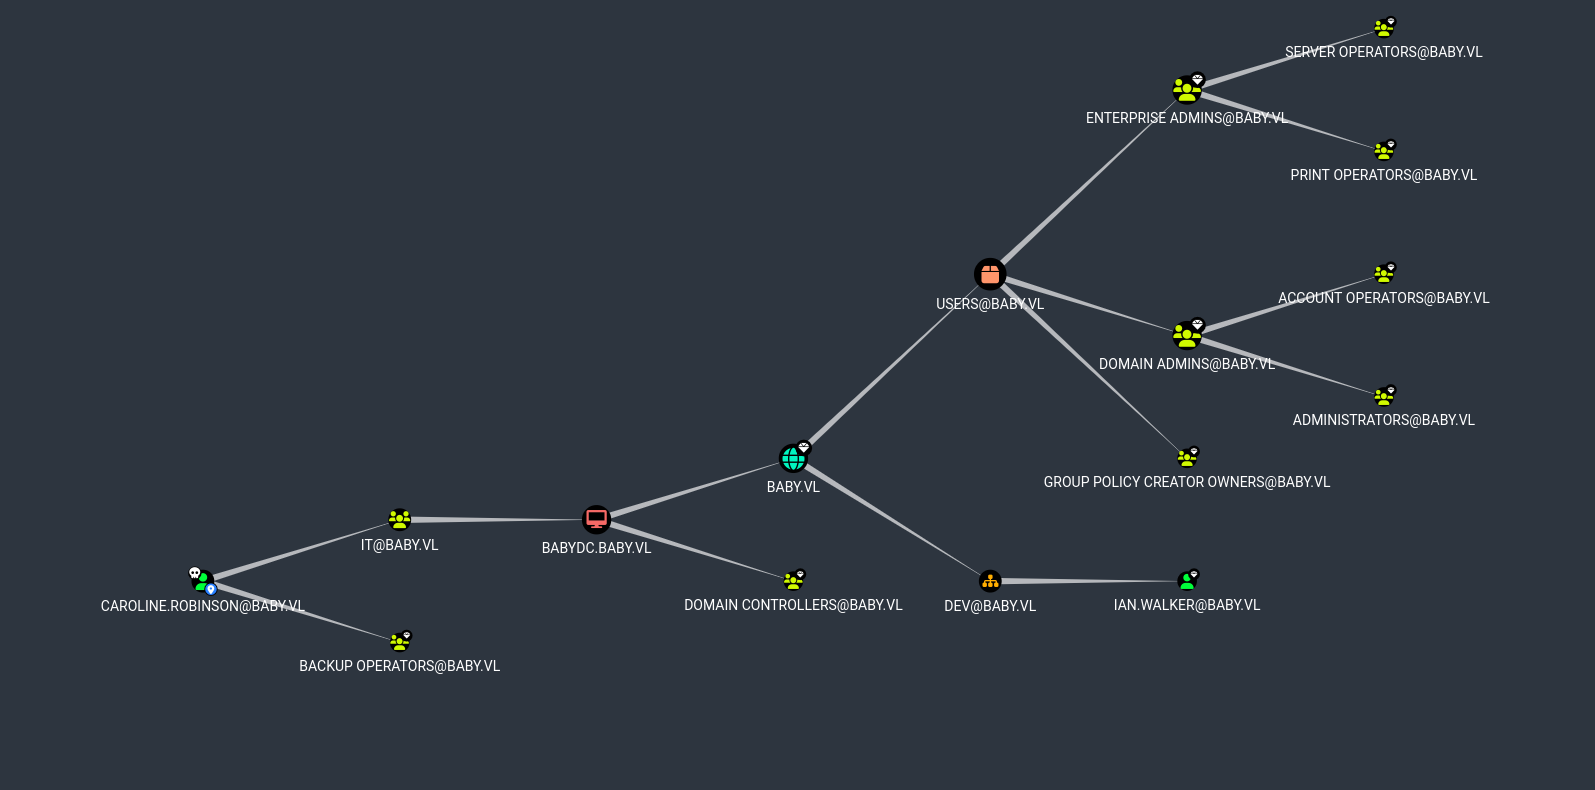 SERVER OPERATORS@BABY.VL
ENTERPRISE ADMINS@BABY.VL
PRINT OPERATORS@BABY.VL
USERS@BABY.VL
ACCOUNT OPERATORS@BABY.VL
DOMAIN ADMINS@BABY.VL
ADMINISTRATORS@BABY.VL
GROUP POLICY CREATOR OWNERS@BABY.VL
BABY.VL
IT@BABY.VL
BABYDC.BABY.VL
CAROLINE.ROBINSON@BABY.VL
DOMAIN CONTROLLERS@BABY.VL
DEV@BABY.VL
IAN.WALKER@BABY.VL
BACKUP OPERATORS@BABY.VL